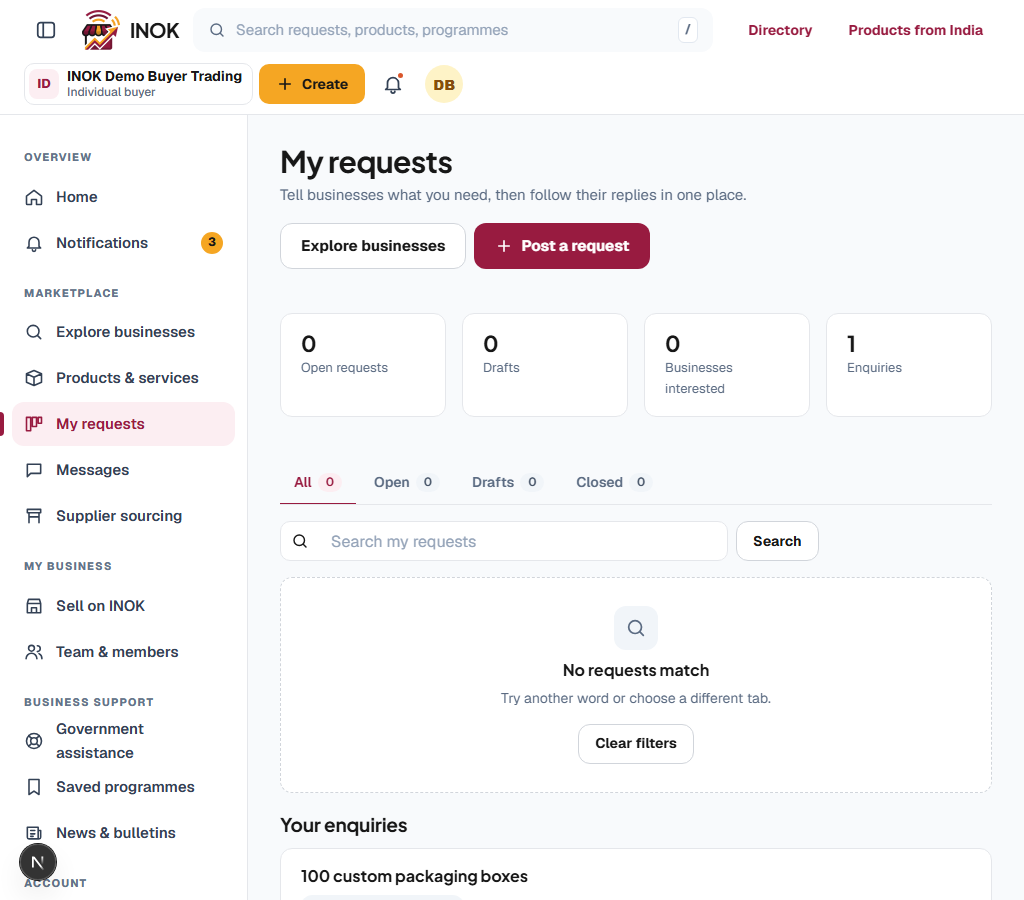 INOK
Search requests, products, programmes
/
Directory
Products from India
ID
INOK Demo Buyer Trading
Individual buyer
+ Create
DB
OVERVIEW
Home
Notifications
3
MARKETPLACE
Explore businesses
Products & services
My requests
Messages
Supplier sourcing
MY BUSINESS
Sell on INOK
Team & members
BUSINESS SUPPORT
Government
assistance
Saved programmes
News & bulletins
N
ACCOUNT
My requests
Tell businesses what you need, then follow their replies in one place.
Explore businesses
+ Post a request
0
Open requests
0
Drafts
0
Businesses
interested
1
Enquiries
All 0
Open 0
Drafts 0
Closed 0
Search my requests
Search
No requests match
Try another word or choose a different tab.
Clear filters
Your enquiries
100 custom packaging boxes